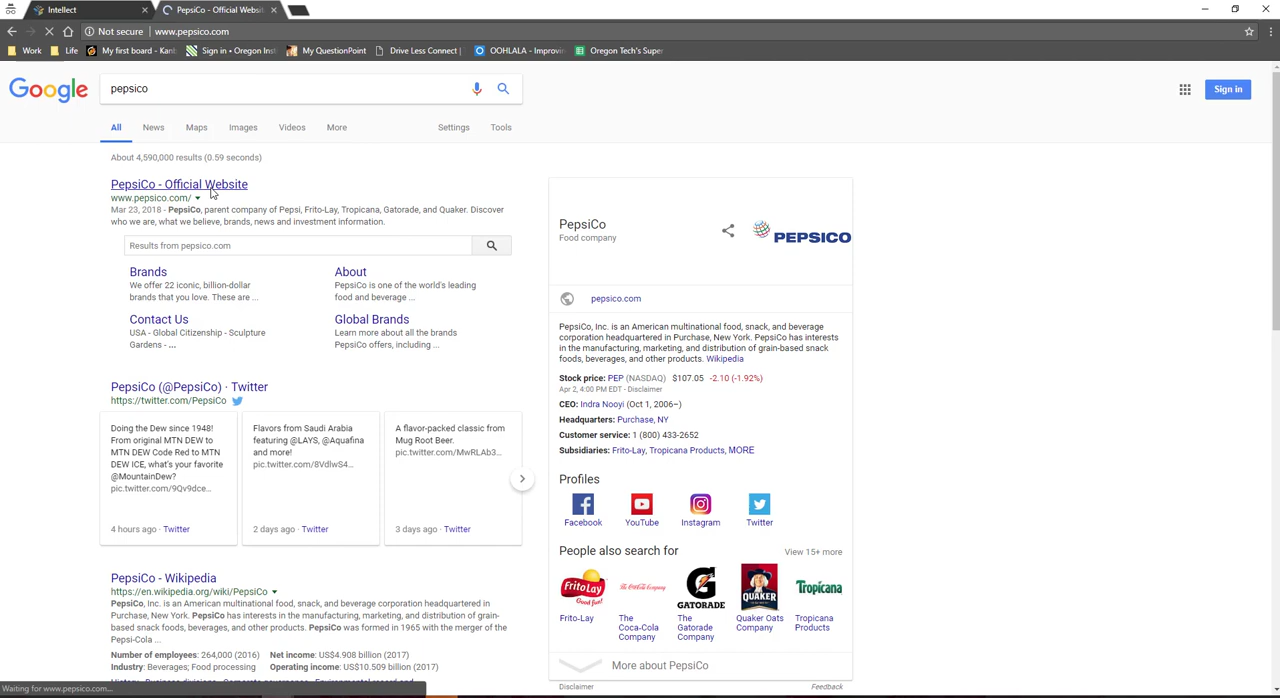 Intellect
PepsiCo - Official Websit
Not secure www.pepsico.com
Work Life My first board - Kanb Sign in • Oregon Inst My QuestionPoint Drive Less Connect | OOHLALA - Improvin Oregon Tech's Super
Google
pepsico
Sign in
All News Maps Images Videos More Settings Tools
About 4,590,000 results (0.59 seconds)
PepsiCo - Official Website
www.pepsico.com/
Mar 23, 2018 - PepsiCo, parent company of Pepsi, Frito-Lay, Tropicana, Gatorade, and Quaker. Discover
who we are, what we believe, brands, news and investment information.
Results from pepsico.com
Brands
We offer 22 iconic, billion-dollar
brands that you love. These are ...
About
PepsiCo is one of the world's leading
food and beverage ...
Contact Us
USA - Global Citizenship - Sculpture
Gardens - ...
Global Brands
Learn more about all the brands
PepsiCo offers, including ...
PepsiCo (@PepsiCo) · Twitter
https://twitter.com/PepsiCo
Doing the Dew since 1948!
From original MTN DEW to
MTN DEW Code Red to MTN
DEW ICE, what's your favorite
@MountainDew?
pic.twitter.com/9Qv9dce...
4 hours ago · Twitter
Flavors from Saudi Arabia
featuring @LAYS, @Aquafina
and more!
pic.twitter.com/8VdlwS4...
2 days ago · Twitter
A flavor-packed classic from
Mug Root Beer.
pic.twitter.com/MwRLAb3...
3 days ago · Twitter
PepsiCo - Wikipedia
https://en.wikipedia.org/wiki/PepsiCo
PepsiCo, Inc. is an American multinational food, snack, and beverage corporation headquartered in
Purchase, New York. PepsiCo has interests in the manufacturing, marketing, and distribution of grain-
based snack foods, beverages, and other products. PepsiCo was formed in 1965 with the merger of the
Pepsi-Cola ...
Number of employees: 264,000 (2016) Net income: US$4.908 billion (2017)
Industry: Beverages; Food processing Operating income: US$10.509 billion (2017)
Waiting for www.pepsico.com...
PepsiCo
Food company
PEPSICO
pepsico.com
PepsiCo, Inc. is an American multinational food, snack, and beverage
corporation headquartered in Purchase, New York. PepsiCo has interests
in the manufacturing, marketing, and distribution of grain-based snack
foods, beverages, and other products. Wikipedia
Stock price: PEP (NASDAQ) $107.05 -2.10 (-1.92%)
Apr 2, 4:00 PM EDT - Disclaimer
CEO: Indra Nooyi (Oct 1, 2006–)
Headquarters: Purchase, NY
Customer service: 1 (800) 433-2652
Subsidiaries: Frito-Lay, Tropicana Products, MORE
Profiles
Facebook YouTube Instagram Twitter
People also search for View 15+ more
Frito Lay
Good fun!
The Coca-Cola Company
GATORADE
QUAKER
Tropicana
Frito-Lay
The
Coca-Cola
Company
The
Gatorade
Company
Quaker Oats
Company
Tropicana
Products
More about PepsiCo
Disclaimer Feedback